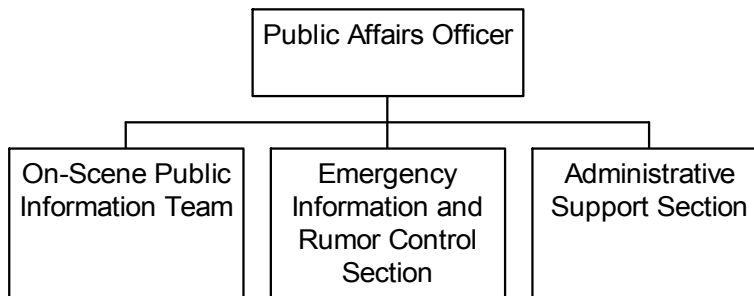 Public Affairs Officer
On-Scene Public
Information Team
Emergency
Information and
Rumor Control
Section
Administrative
Support Section